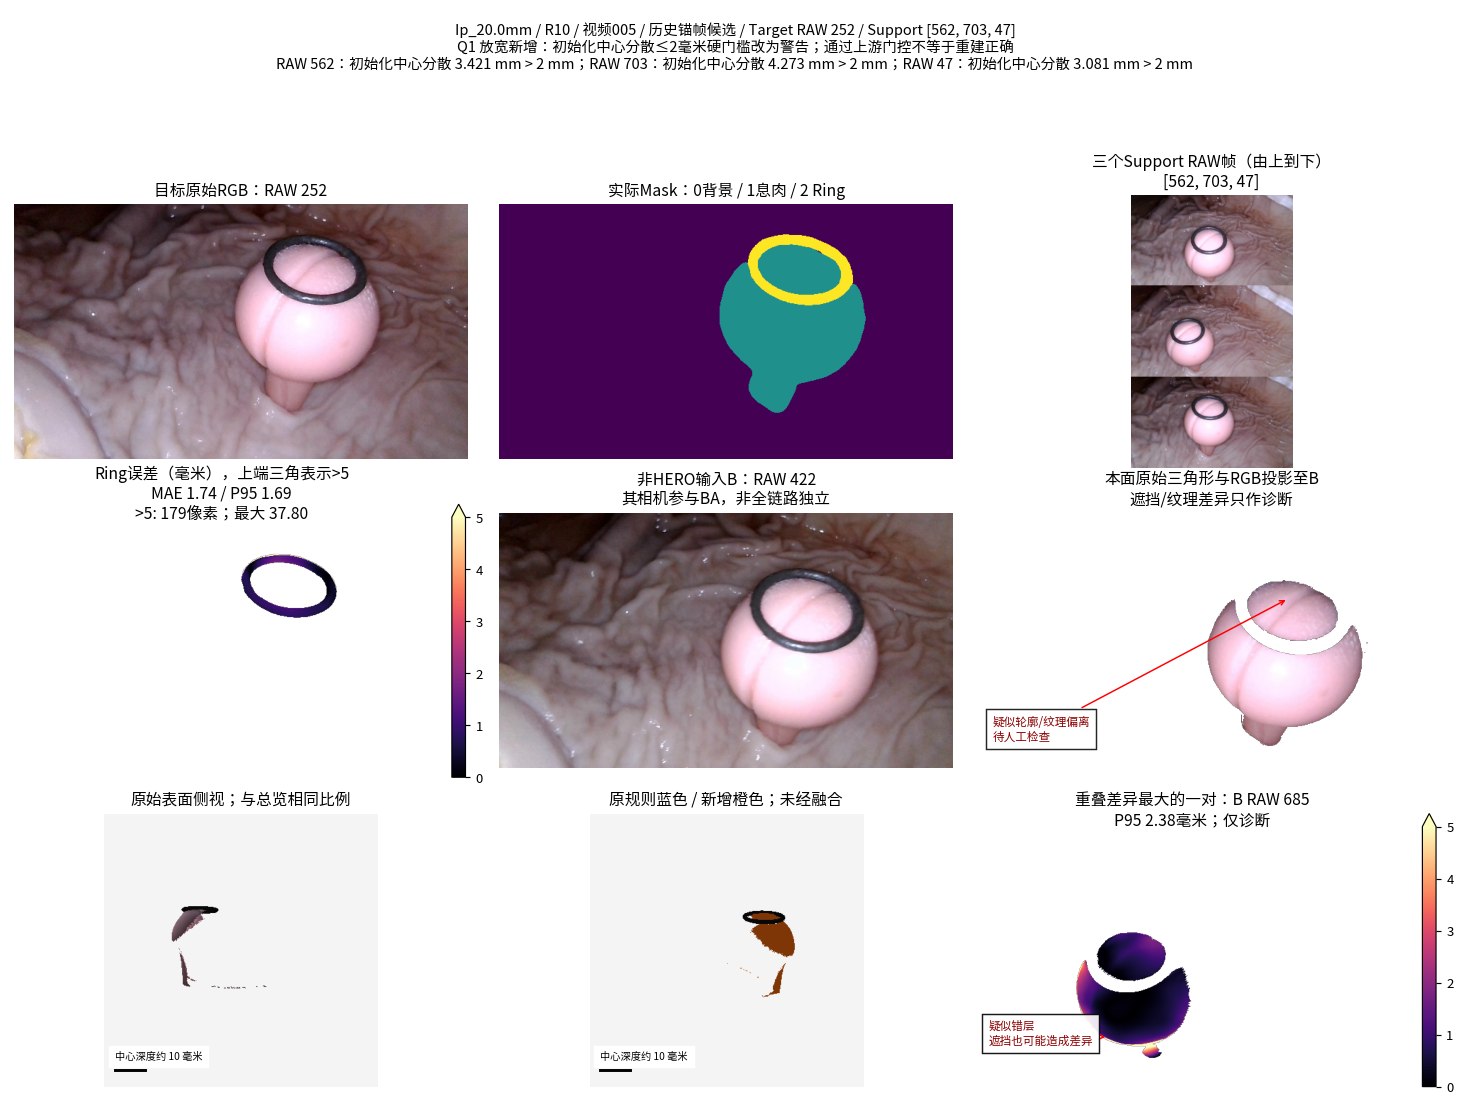 Ip_20.0mm / R10 / 视频005 / 历史锚帧候选 / Target RAW 252 / Support [562, 703, 47]
Q1 放宽新增：初始化中心分散≤2毫米硬门槛改为警告；通过上游门控不等于重建正确
RAW 562：初始化中心分散 3.421 mm > 2 mm；RAW 703：初始化中心分散 4.273 mm > 2 mm；RAW 47：初始化中心分散 3.081 mm > 2 mm
目标原始RGB：RAW 252
实际Mask：0背景 / 1息肉 / 2 Ring
三个Support RAW帧（由上到下）
[562, 703, 47]
Ring误差（毫米），上端三角表示>5
MAE 1.74 / P95 1.69
>5: 179像素；最大 37.80
5
4
3
2
1
0
非HERO输入B：RAW 422
其相机参与BA，非全链路独立
本面原始三角形与RGB投影至B
遮挡/纹理差异只作诊断
疑似轮廓/纹理偏离
待人工检查
原始表面侧视；与总览相同比例
中心深度约 10 毫米
原规则蓝色 / 新增橙色；未经融合
中心深度约 10 毫米
重叠差异最大的一对：B RAW 685
P95 2.38毫米；仅诊断
疑似错层
遮挡也可能造成差异
5
4
3
2
1
0